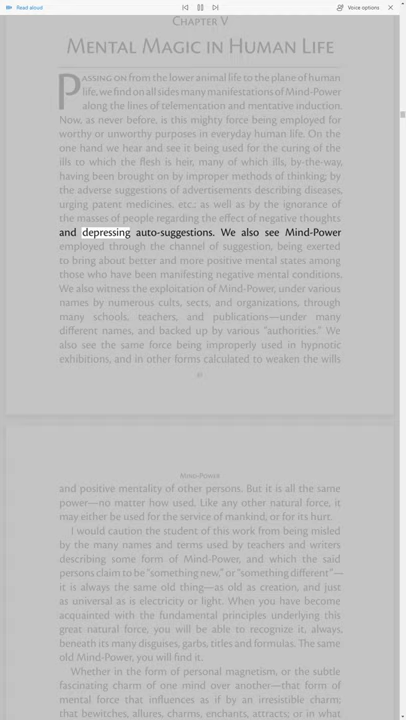 Read aloud
Voice options
CHAPTER V
MENTAL MAGIC IN HUMAN LIFE
PASSING ON from the lower animal life to the plane of human
life, we find on all sides many manifestations of Mind-Power
along the lines of telementation and mentative induction.
Now, as never before, is this mighty force being employed for
worthy or unworthy purposes in everyday human life. On the
one hand we hear and see it being used for the curing of the
ills to which the flesh is heir, many of which ills, by-the-way,
having been brought on by improper methods of thinking; by
the adverse suggestions of advertisements describing diseases,
urging patent medicines, etc.; as well as by the ignorance of
the masses of people regarding the effect of negative thoughts
and depressing auto-suggestions. We also see Mind-Power
employed through the channel of suggestion, being exerted
to bring about better and more positive mental states among
those who have been manifesting negative mental conditions.
We also witness the exploitation of Mind-Power, under various
names by numerous cults, sects, and organizations, through
many schools, teachers, and publications—under many
different names, and backed up by various "authorities." We
also see the same force being improperly used in hypnotic
exhibitions, and in other forms calculated to weaken the wills
MIND-POWER
and positive mentality of other persons. But it is all the same
power—no matter how used. Like any other natural force, it
may either be used for the service of mankind, or for its hurt.
I would caution the student of this work from being misled
by the many names and terms used by teachers and writers
describing some form of Mind-Power, and which the said
persons claim to be "something new," or "something different"—
it is always the same old thing—as old as creation, and just
as universal as is electricity or light. When you have become
acquainted with the fundamental principles underlying this
great natural force, you will be able to recognize it, always,
beneath its many disguises, garbs, titles and formulas. The same
old Mind-Power, you will find it.
Whether in the form of personal magnetism, or the subtle
fascinating charm of one mind over another—that form of
mental force that influences as if by an irresistible charm;
that bewitches, allures, charms, enchants, attracts; or in what